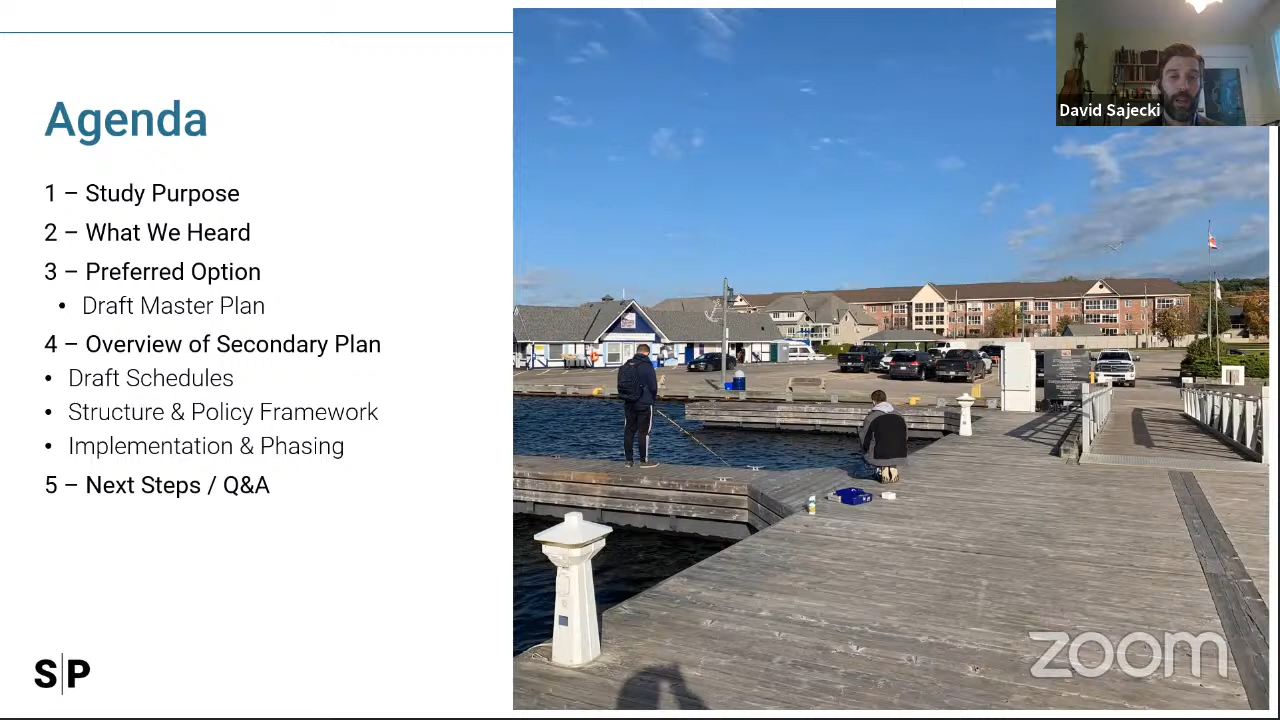 David Sajecki
Agenda
1 – Study Purpose
2 – What We Heard
3 – Preferred Option
• Draft Master Plan
4 – Overview of Secondary Plan
• Draft Schedules
• Structure & Policy Framework
• Implementation & Phasing
5 – Next Steps / Q&A
S|P
zoom